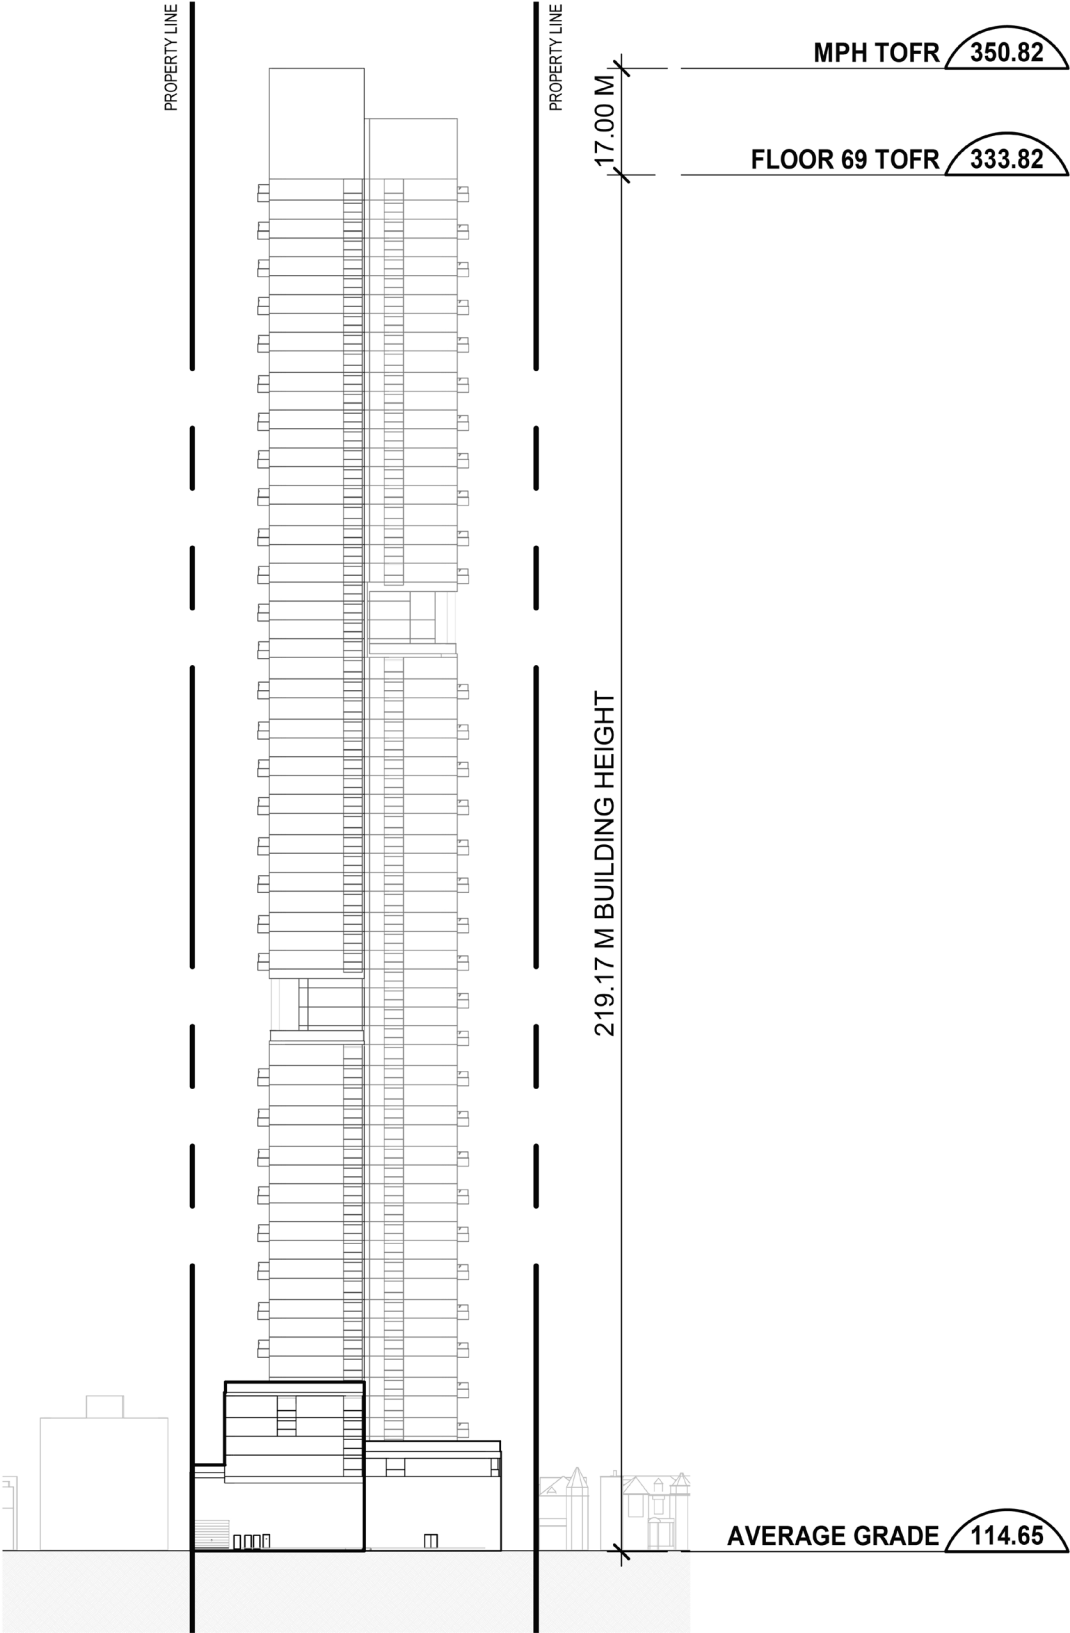 PROPERTY LINE
PROPERTY LINE
MPH TOFR 350.82
17.00 M
FLOOR 69 TOFR 333.82
219.17 M BUILDING HEIGHT
AVERAGE GRADE 114.65